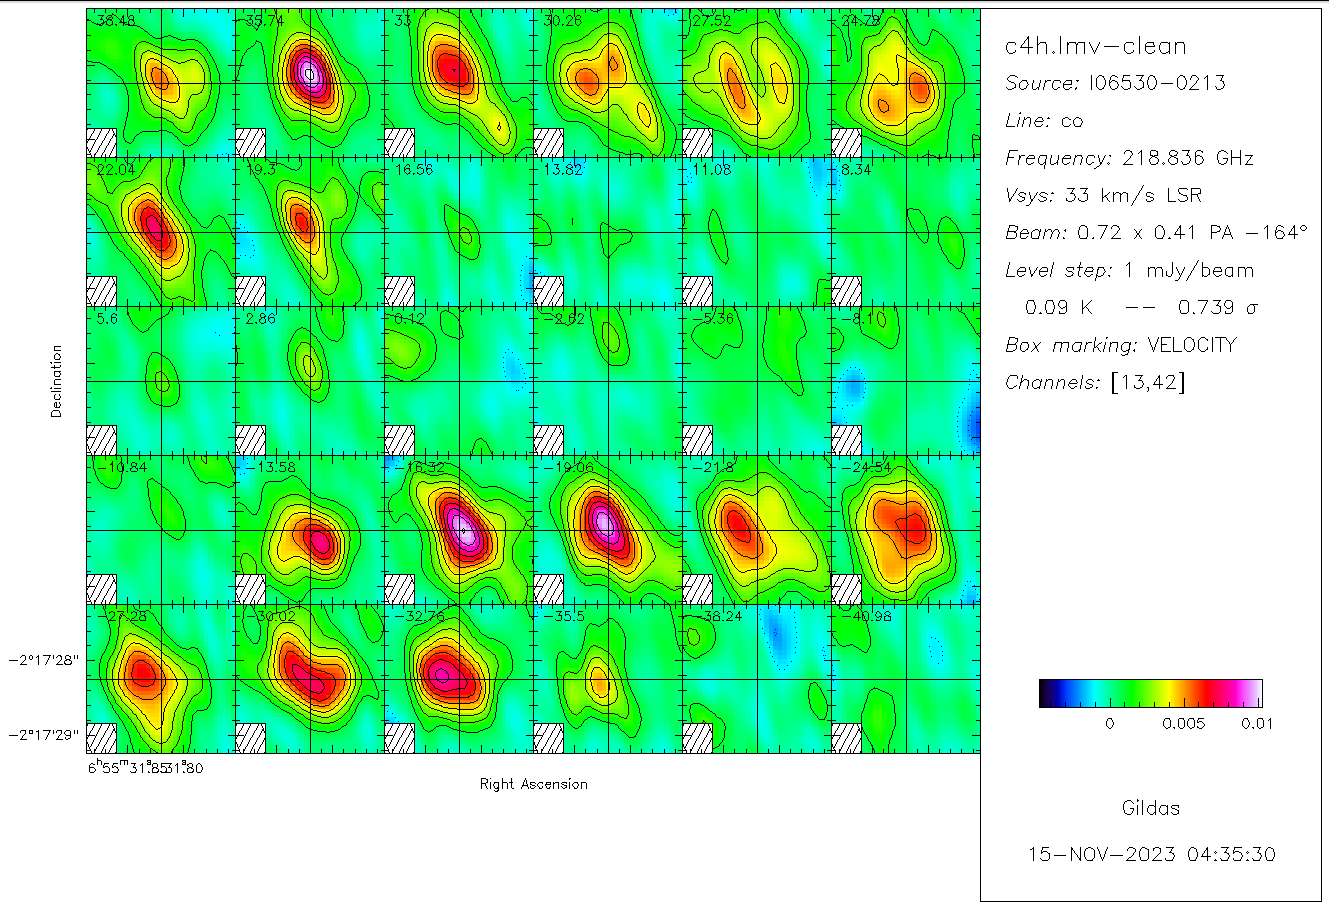 38.48 35.74 33 30.26 27.52 24.78
22.04 19.3 16.56 13.82 11.08 8.34
5.6 2.86 0.12 −2.62 −5.36 −8.10
−10.84 −13.58 −16.32 −19.06 −21.8 −24.54
−27.28 −30.02 −32.76 −35.5 −38.24 −40.98
Declination
−2°17'28"
−2°17'29"
6h55m31s.8531s.80
Right Ascension
c4h.lmv−clean
Source: I06530−0213
Line: co
Frequency: 218.836 GHz
Vsys: 33 km/s LSR
Beam: 0.72 x 0.41 PA −164°
Level step: 1 mJy/beam
0.09 K −− 0.739 σ
Box marking: VELOCITY
Channels: [13,42]
0 0.005 0.01
Gildas
15−NOV−2023 04:35:30